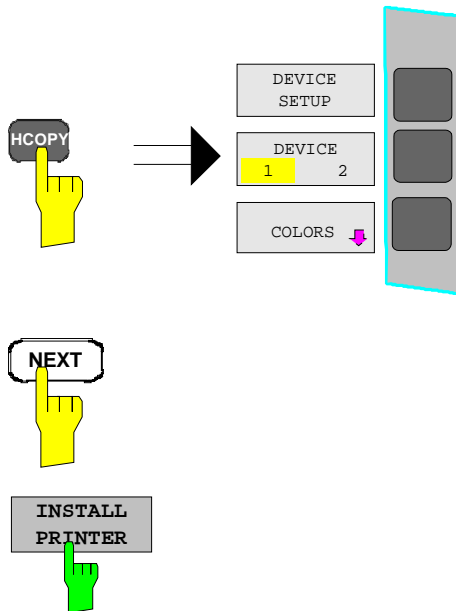 HCOPY
DEVICE
SETUP
DEVICE
1 2
COLORS
NEXT
INSTALL
PRINTER